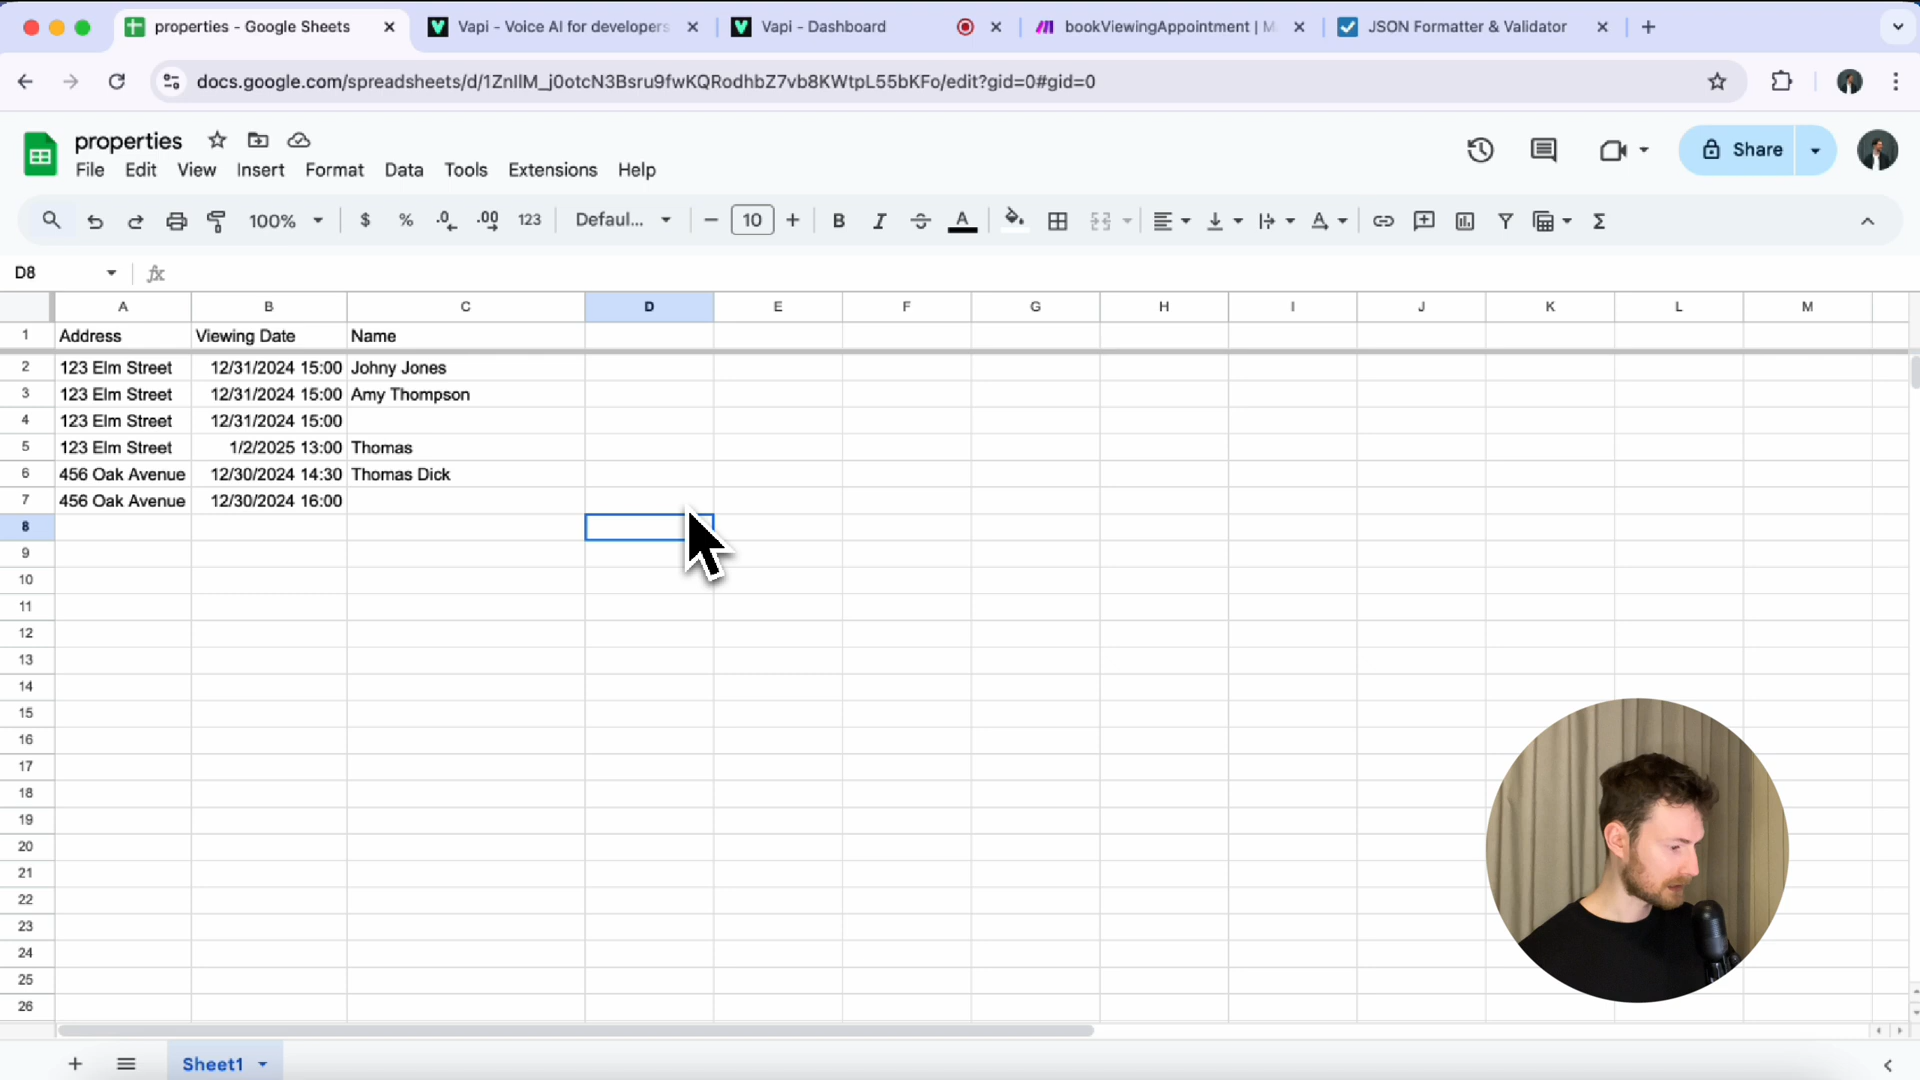 properties - Google Sheets
Vapi - Voice AI for developers
Vapi - Dashboard
bookViewingAppointment | M
JSON Formatter & Validator
docs.google.com/spreadsheets/d/1ZnIlM_j0otcN3Bsru9fwKQRodhbZ7vb8KWtpL55bKFo/edit?gid=0#gid=0
properties
File Edit View Insert Format Data Tools Extensions Help
Share
100% $ % .0 .00 123 Defaul... 10 B I S A
D8 fx
A B C D E F G H I J K L M
1 Address Viewing Date Name
2 123 Elm Street 12/31/2024 15:00 Johny Jones
3 123 Elm Street 12/31/2024 15:00 Amy Thompson
4 123 Elm Street 12/31/2024 15:00
5 123 Elm Street 1/2/2025 13:00 Thomas
6 456 Oak Avenue 12/30/2024 14:30 Thomas Dick
7 456 Oak Avenue 12/30/2024 16:00
8
9
10
11
12
13
14
15
16
17
18
19
20
21
22
23
24
25
26
Sheet1